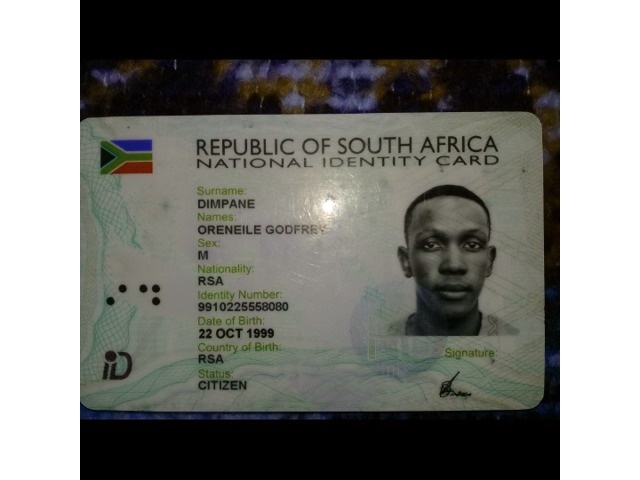 REPUBLIC OF SOUTH AFRICA
NATIONAL IDENTITY CARD
Surname:
DIMPANE
Names:
ORENEILE GODFREY
Sex:
M
Nationality:
RSA
Identity Number:
9910225558080
Date of Birth:
22 OCT 1999
Country of Birth:
RSA
Status:
CITIZEN
Signature:
iD